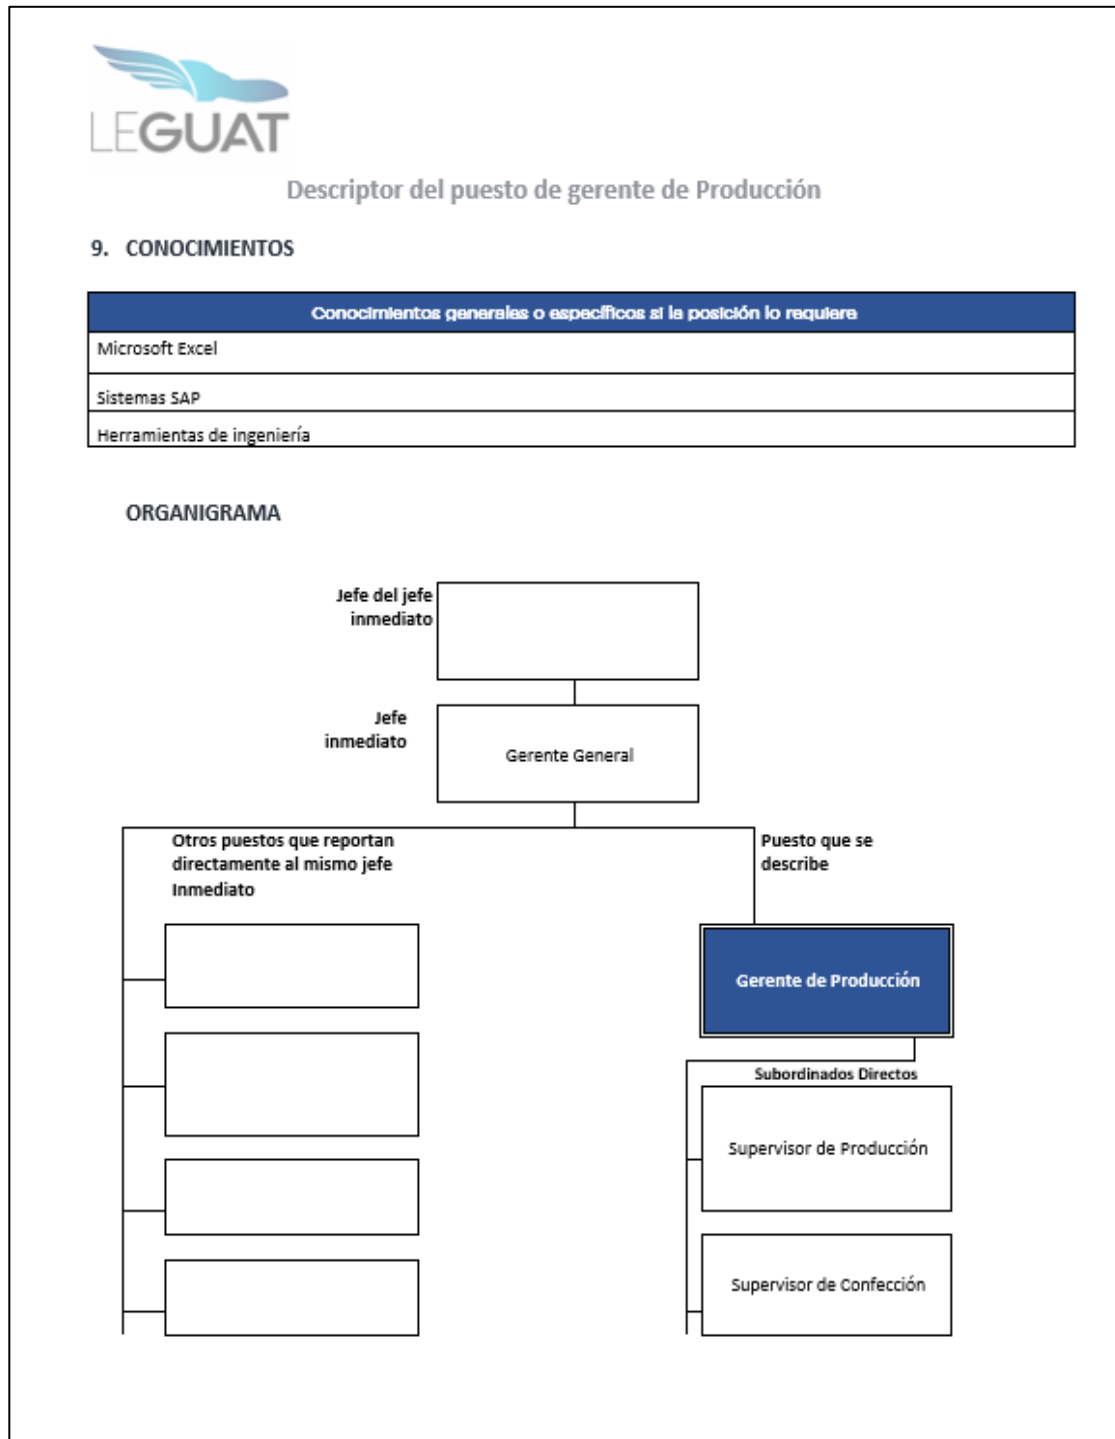 LEGUAT
Descriptor del puesto de gerente de Producción
9. CONOCIMIENTOS
Conocimientos generales o específicos si la posición lo requiere
Microsoft Excel
Sistemas SAP
Herramientas de ingeniería
ORGANIGRAMA
Jefe del jefe
inmediato
Jefe
inmediato
Gerente General
Otros puestos que reportan
directamente al mismo jefe
Inmediato
Puesto que se
describe
Gerente de Producción
Subordinados Directos
Supervisor de Producción
Supervisor de Confección